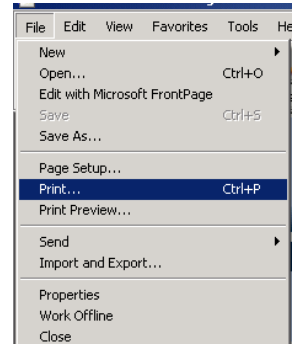 File Edit View Favorites Tools He
New
Open... Ctrl+O
Edit with Microsoft FrontPage
Save Ctrl+S
Save As...
Page Setup...
Print... Ctrl+P
Print Preview...
Send
Import and Export...
Properties
Work Offline
Close